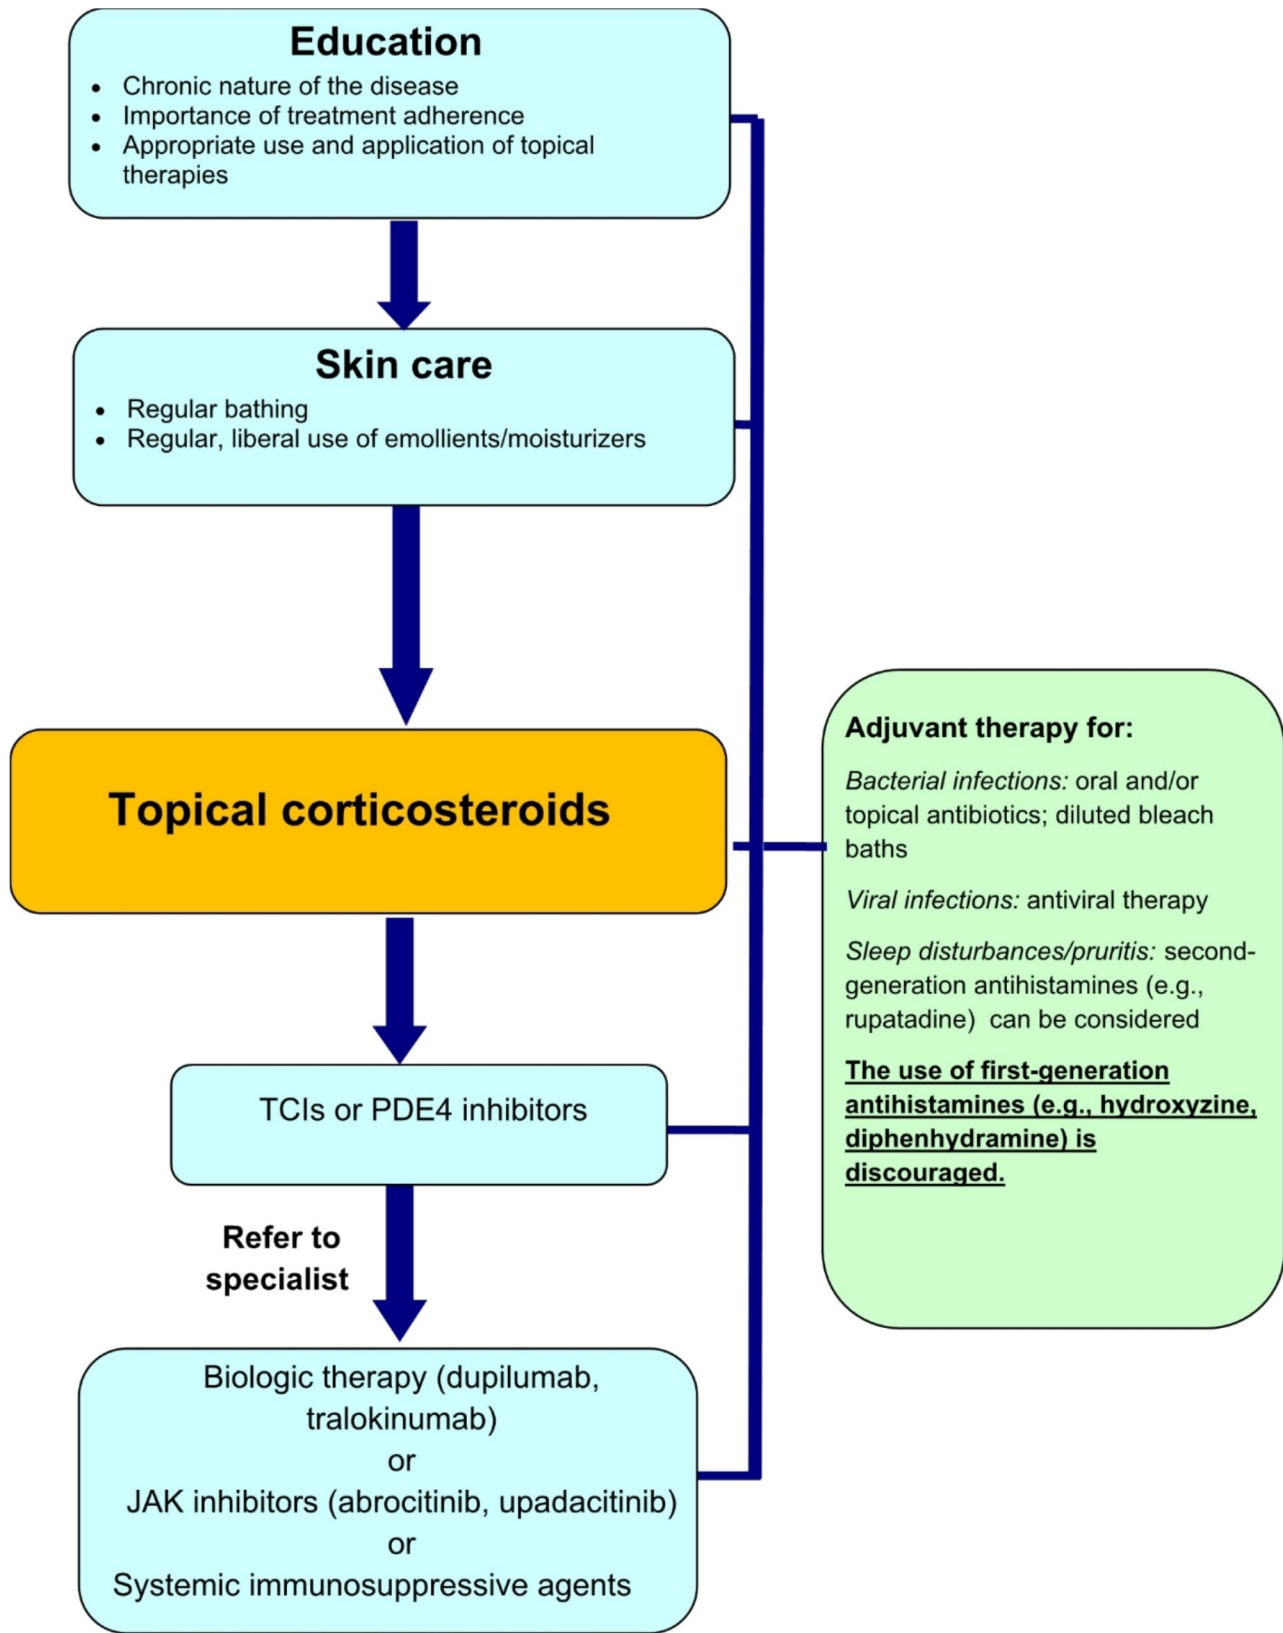 Education
• Chronic nature of the disease
• Importance of treatment adherence
• Appropriate use and application of topical
therapies
Skin care
• Regular bathing
• Regular, liberal use of emollients/moisturizers
Topical corticosteroids
TCIs or PDE4 inhibitors
Refer to
specialist
Biologic therapy (dupilumab,
tralokinumab)
or
JAK inhibitors (abrocitinib, upadacitinib)
or
Systemic immunosuppressive agents
Adjuvant therapy for:
Bacterial infections: oral and/or
topical antibiotics; diluted bleach
baths
Viral infections: antiviral therapy
Sleep disturbances/pruritis: second-
generation antihistamines (e.g.,
rupatadine) can be considered
The use of first-generation
antihistamines (e.g., hydroxyzine,
diphenhydramine) is
discouraged.